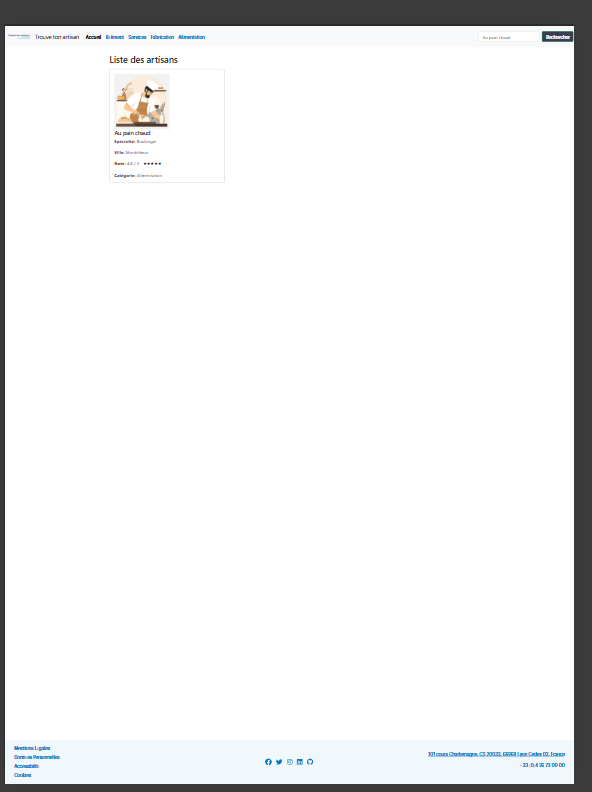 Trouve ton artisan Accueil Bâtiment Services Fabrication Alimentation Au pain chaud Rechercher
Liste des artisans
Au pain chaud
Spécialité: Boulanger
Ville: Montélimar
Note: 4.8 / 5 ★★★★★
Catégorie: Alimentation
Mentions Légales
Données Personnelles
Accessibilité
Cookies
101 cours Charlemagne, CS 20033, 69269 Lyon Cedex 02, France
+33 (0)4 26 73 00 00